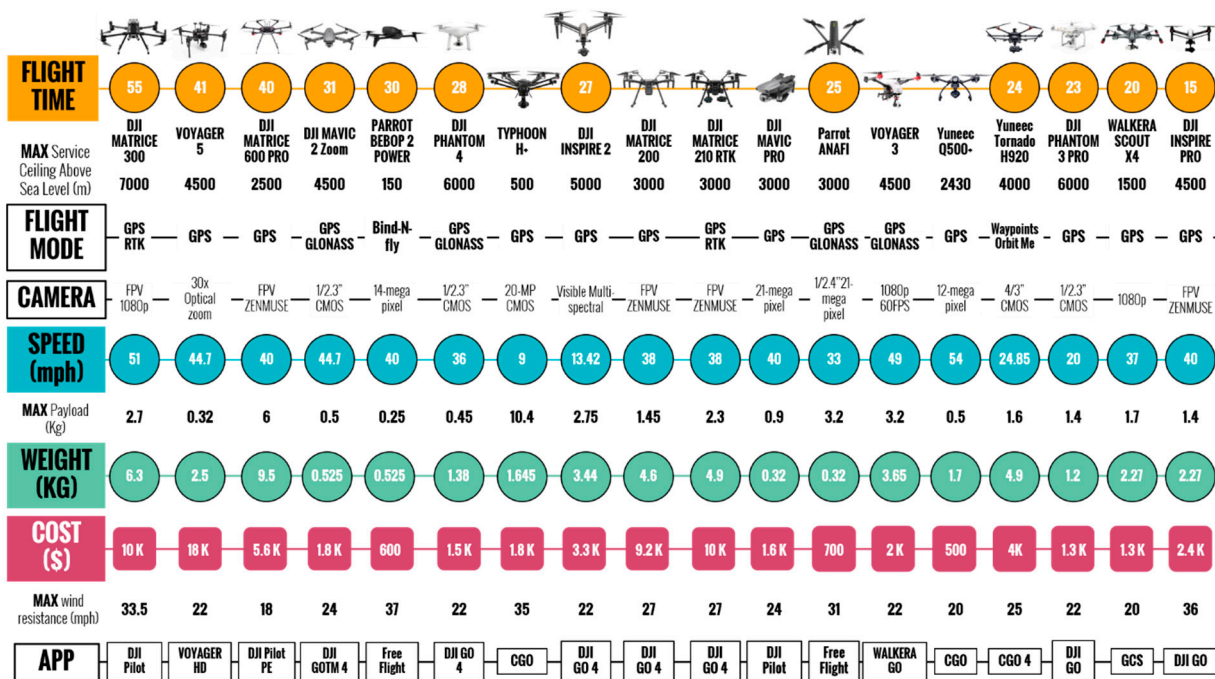 FLIGHT
TIME
55 41 40 31 30 28 27 25 24 23 20 15
DJI
MATRICE
300
VOYAGER
5
DJI
MATRICE
600 PRO
DJI MAVIC
2 Zoom
PARROT
BEBOP 2
POWER
DJI
PHANTOM
4
TYPHOON
H+
DJI
INSPIRE 2
DJI
MATRICE
200
DJI
MATRICE
210 RTK
DJI
MAVIC
PRO
Parrot
ANAFI
VOYAGER
3
Yuneec
Q500+
Yuneec
Tornado
H920
DJI
PHANTOM
3 PRO
WALKERA
SCOUT
X4
DJI
INSPIRE
PRO
MAX Service
Ceiling Above
Sea Level (m)
7000 4500 2500 4500 150 6000 500 5000 3000 3000 3000 3000 4500 2430 4000 6000 1500 4500
FLIGHT
MODE
GPS
RTK
GPS
GPS
GPS
GLONASS
Bind-N-
fly
GPS
GLONASS
GPS
GPS
GPS
GPS
RTK
GPS
GPS
GLONASS
GPS
GLONASS
GPS
Waypoints
Orbit Me
GPS
GPS
GPS
CAMERA
FPV
1080p
30x
Optical
zoom
FPV
ZENMUSE
1/2.3"
CMOS
14-mega
pixel
1/2.3"
CMOS
20-MP
CMOS
Visible Multi-
spectral
FPV
ZENMUSE
FPV
ZENMUSE
21-mega
pixel
1/2.4"21-
mega
pixel
1080p
60FPS
12-mega
pixel
4/3"
CMOS
1/2.3"
CMOS
1080p
FPV
ZENMUSE
SPEED
(mph)
51 44.7 40 44.7 40 36 9 13.42 38 38 40 33 49 54 24.85 20 37 40
MAX Payload
(Kg)
2.7 0.32 6 0.5 0.25 0.45 10.4 2.75 1.45 2.3 0.9 3.2 3.2 0.5 1.6 1.4 1.7 1.4
WEIGHT
(KG)
6.3 2.5 9.5 0.525 0.525 1.38 1.645 3.44 4.6 4.9 0.32 0.32 3.65 1.7 4.9 1.2 2.27 2.27
COST
($)
10 K 18 K 5.6 K 1.8 K 600 1.5 K 1.8 K 3.3 K 9.2 K 10 K 1.6 K 700 2 K 500 4K 1.3 K 1.3 K 2.4 K
MAX wind
resistance (mph)
33.5 22 18 24 37 22 35 22 27 27 24 31 22 20 25 22 20 36
APP
DJI
Pilot
VOYAGER
HD
DJI Pilot
PE
DJI
GOTM 4
Free
Flight
DJI GO
4
CGO
DJI
GO 4
DJI
GO 4
DJI
GO 4
DJI
Pilot
Free
Flight
WALKERA
GO
CGO
CGO 4
DJI
GO
GCS
DJI GO